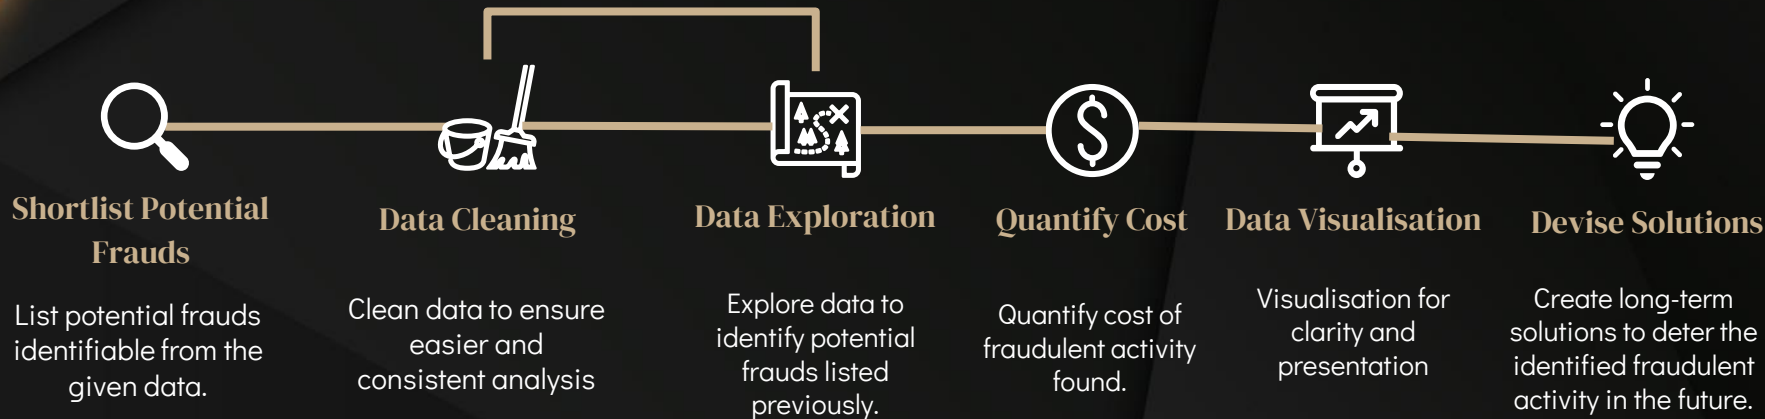 Shortlist Potential
Frauds
List potential frauds
identifiable from the
given data.
Data Cleaning
Clean data to ensure
easier and
consistent analysis
Data Exploration
Explore data to
identify potential
frauds listed
previously.
Quantify Cost
Quantify cost of
fraudulent activity
found.
Data Visualisation
Visualisation for
clarity and
presentation
Devise Solutions
Create long-term
solutions to deter the
identified fraudulent
activity in the future.